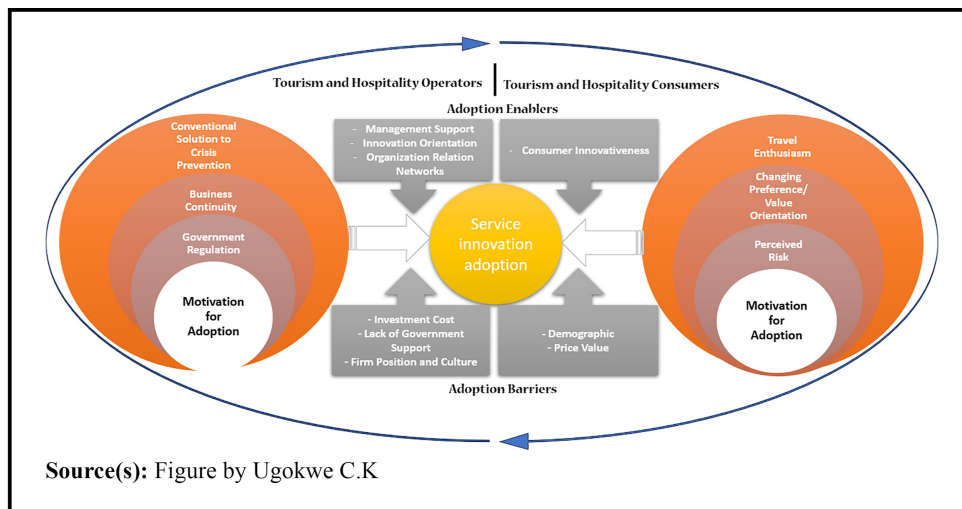 Tourism and Hospitality Operators
Tourism and Hospitality Consumers
Adoption Enablers
Conventional
Solution to
Crisis
Prevention
Business
Continuity
Government
Regulation
Motivation
for
Adoption
- Management Support
- Innovation Orientation
- Organization Relation
Networks
- Consumer Innovativeness
Service
innovation
adoption
- Investment Cost
- Lack of Government
Support
- Firm Position and Culture
- Demographic
- Price Value
Adoption Barriers
Travel
Enthusiasm
Changing
Preference/
Value
Orientation
Perceived
Risk
Motivation
for
Adoption
Source(s): Figure by Ugokwe C.K